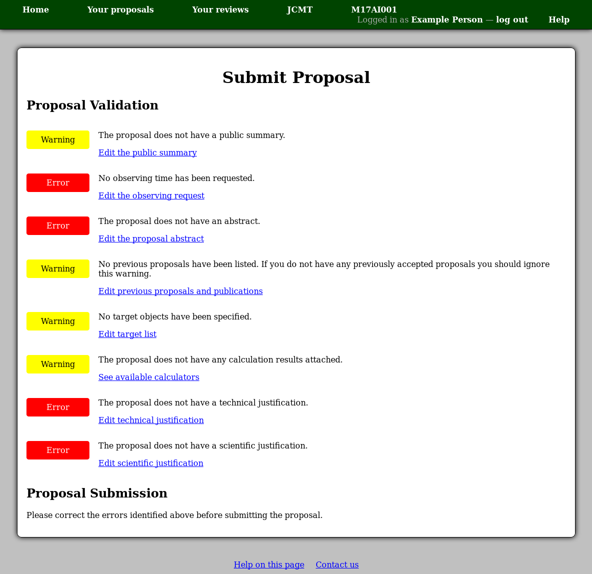 Home Your proposals Your reviews JCMT M17AI001
Logged in as Example Person — log out Help
Submit Proposal
Proposal Validation
Warning The proposal does not have a public summary.
Edit the public summary
Error No observing time has been requested.
Edit the observing request
Error The proposal does not have an abstract.
Edit the proposal abstract
Warning No previous proposals have been listed. If you do not have any previously accepted proposals you should ignore
this warning.
Edit previous proposals and publications
Warning No target objects have been specified.
Edit target list
Warning The proposal does not have any calculation results attached.
See available calculators
Error The proposal does not have a technical justification.
Edit technical justification
Error The proposal does not have a scientific justification.
Edit scientific justification
Proposal Submission
Please correct the errors identified above before submitting the proposal.
Help on this page Contact us